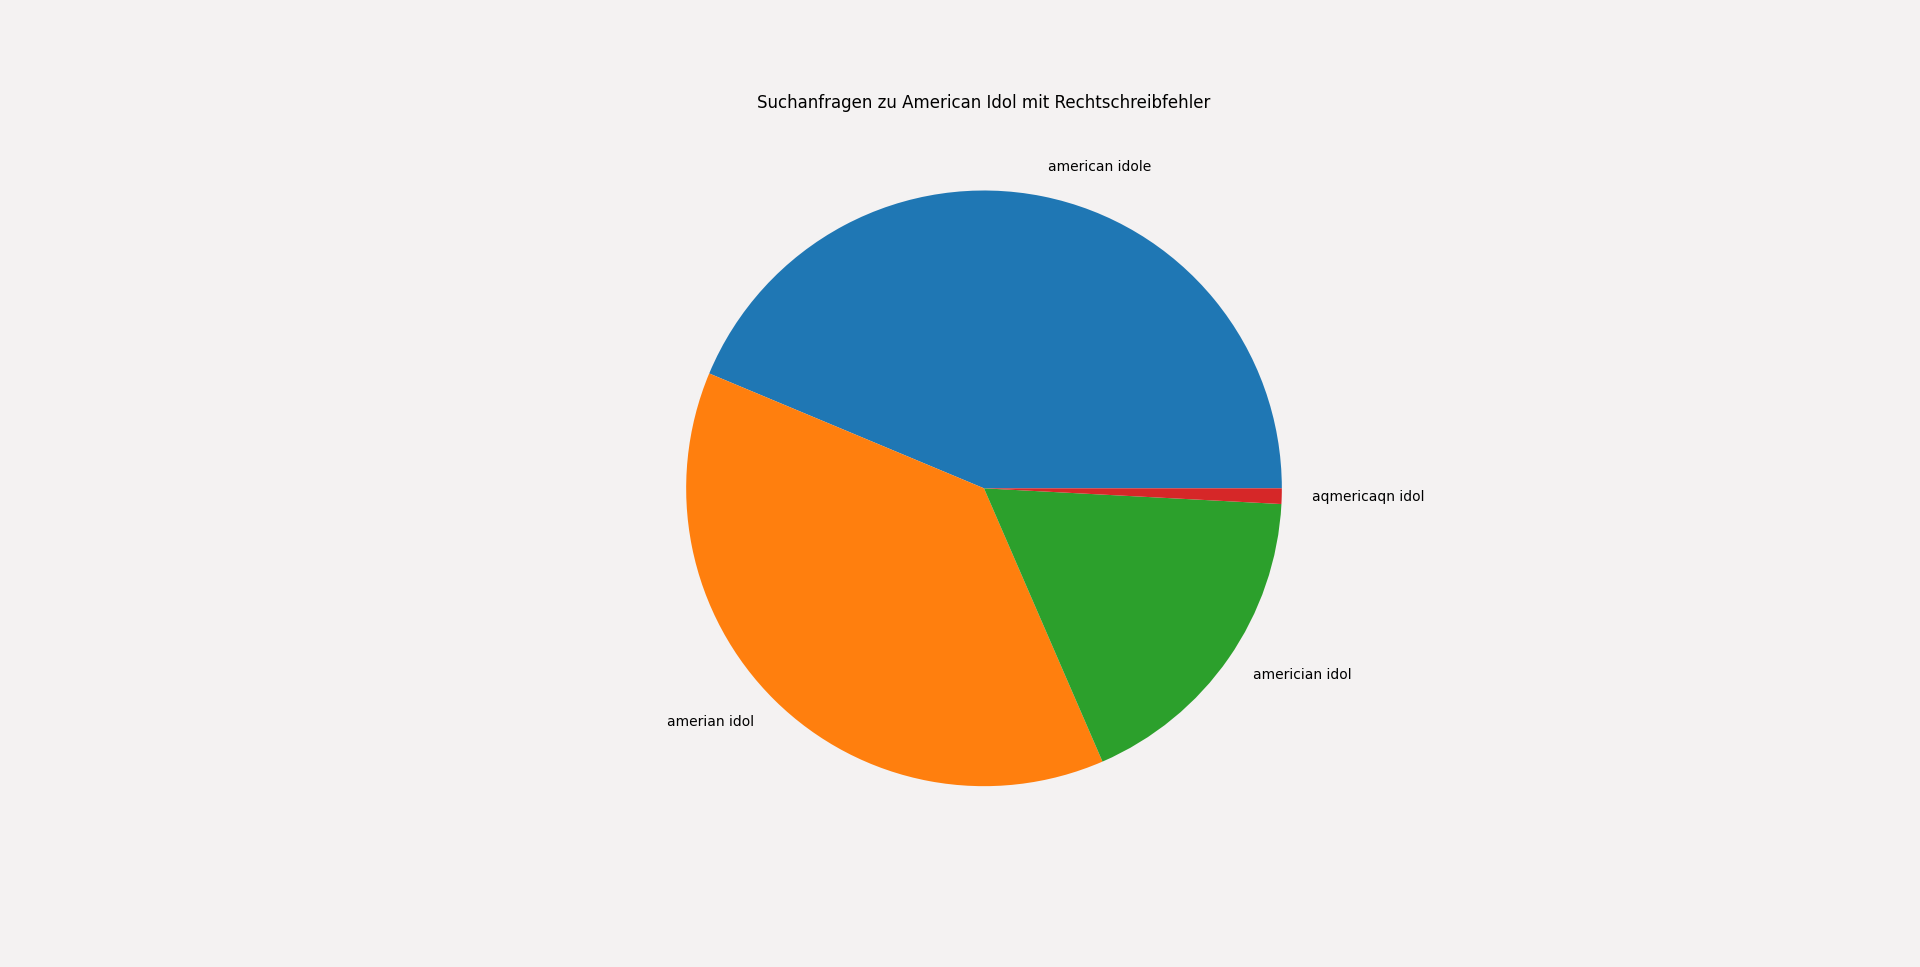 Suchanfragen zu American Idol mit Rechtschreibfehler
american idole
aqmericaqn idol
americian idol
amerian idol